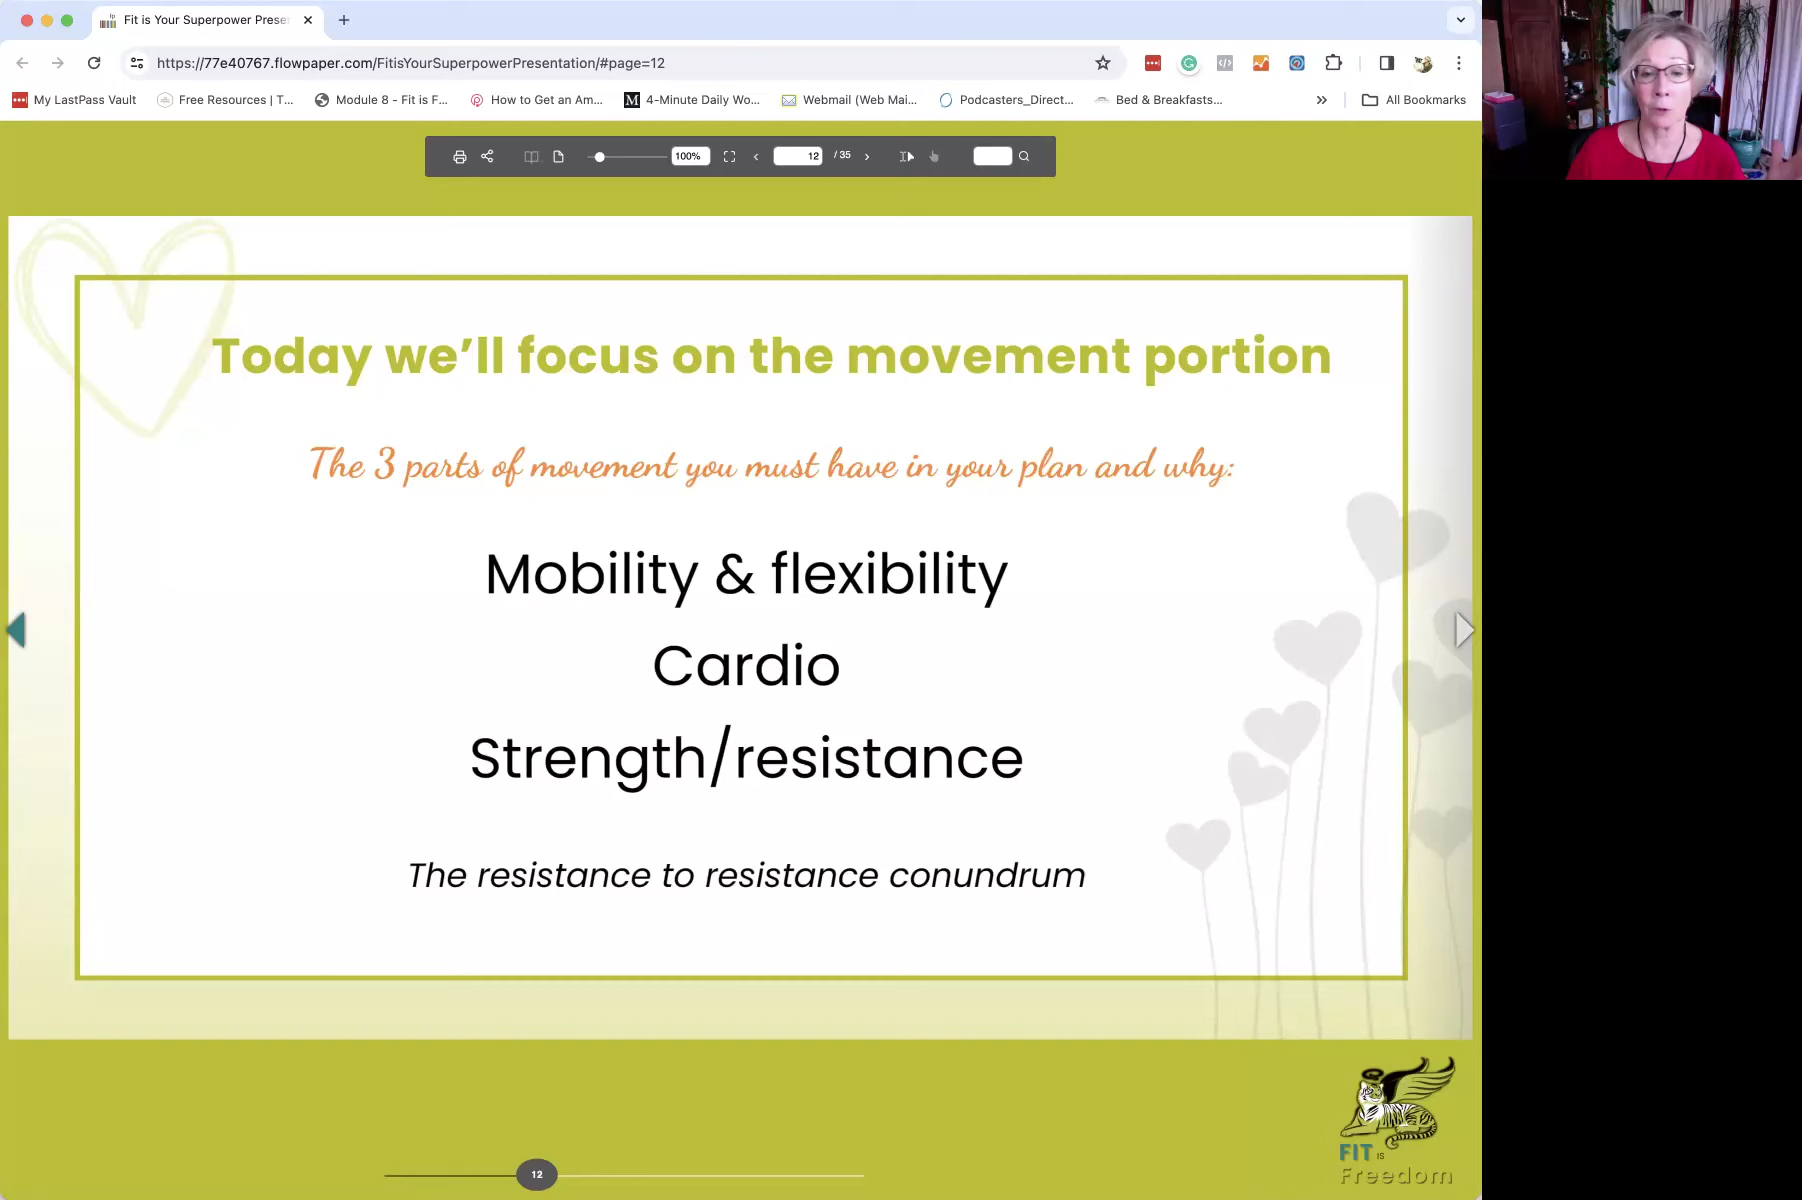 Fit is Your Superpower Prese
https://77e40767.flowpaper.com/FitisYourSuperpowerPresentation/#page=12
My LastPass Vault
Free Resources | T...
Module 8 - Fit is F...
How to Get an Am...
4-Minute Daily Wo...
Webmail (Web Mai...
Podcasters_Direct...
Bed & Breakfasts...
All Bookmarks
100%
12
/ 35
Today we'll focus on the movement portion
The 3 parts of movement you must have in your plan and why:
Mobility & flexibility
Cardio
Strength/resistance
The resistance to resistance conundrum
FIT IS
Freedom
12